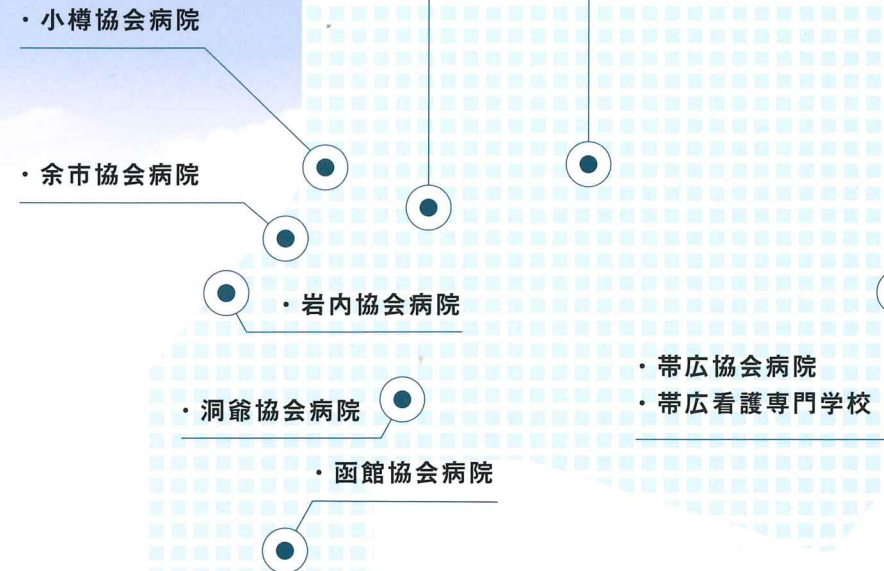 ・小樽協会病院
・余市協会病院
・岩内協会病院
・帯広協会病院
・帯広看護専門学校
・洞爺協会病院
・函館協会病院